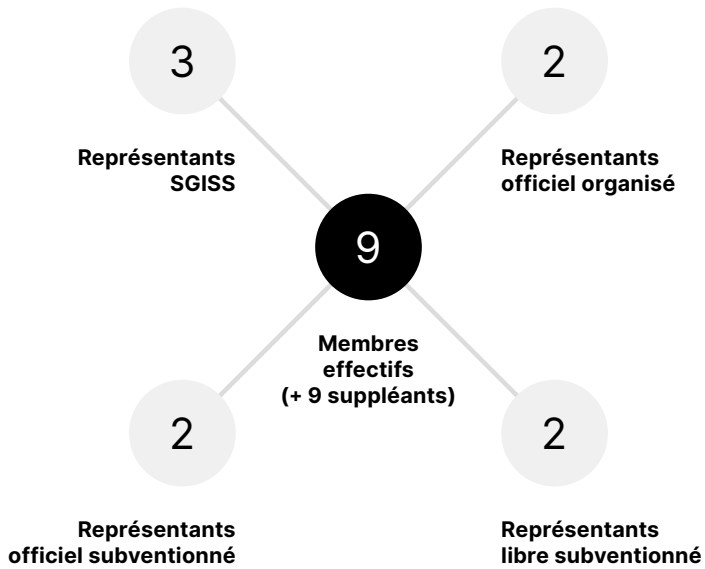 3
Représentants
SGISS
2
Représentants
officiel organisé
9
Membres
effectifs
(+ 9 suppléants)
2
Représentants
officiel subventionné
2
Représentants
libre subventionné